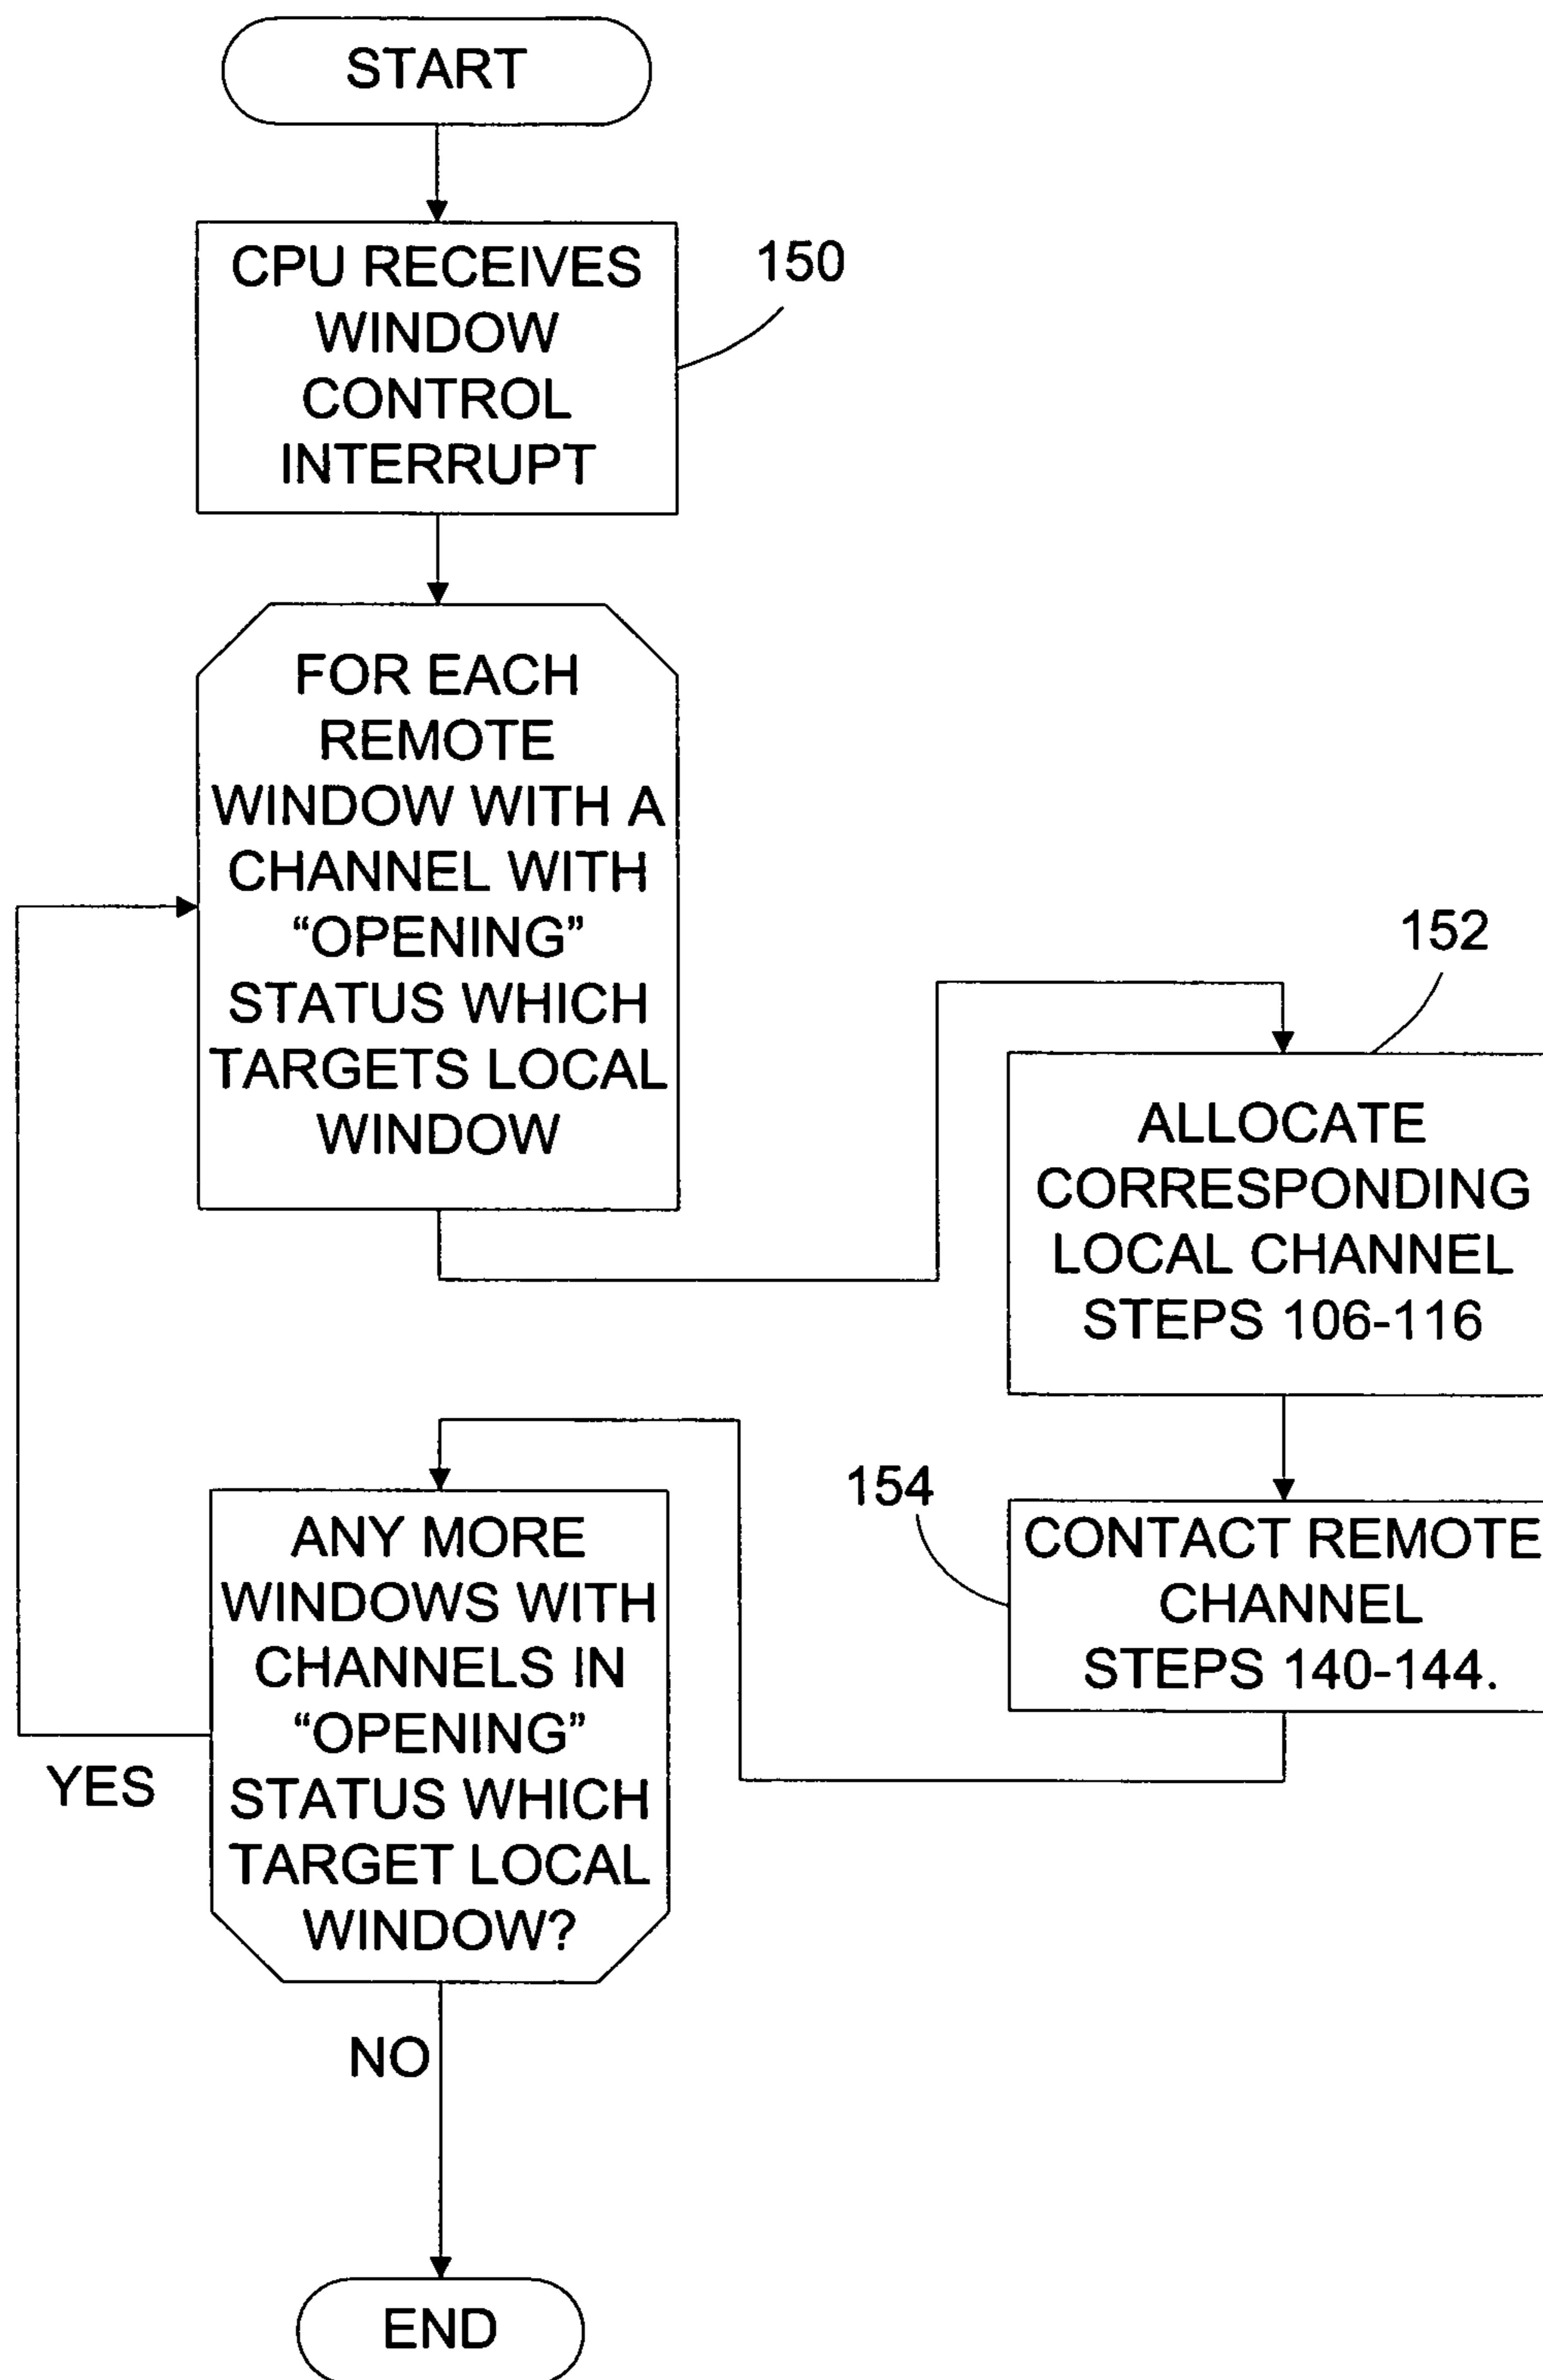 START
CPU RECEIVES
WINDOW
CONTROL
INTERRUPT
150
FOR EACH
REMOTE
WINDOW WITH A
CHANNEL WITH
“OPENING”
STATUS WHICH
TARGETS LOCAL
WINDOW
152
ALLOCATE
CORRESPONDING
LOCAL CHANNEL
STEPS 106-116
154
CONTACT REMOTE
CHANNEL
STEPS 140-144.
ANY MORE
WINDOWS WITH
CHANNELS IN
“OPENING”
STATUS WHICH
TARGET LOCAL
WINDOW?
YES
NO
END